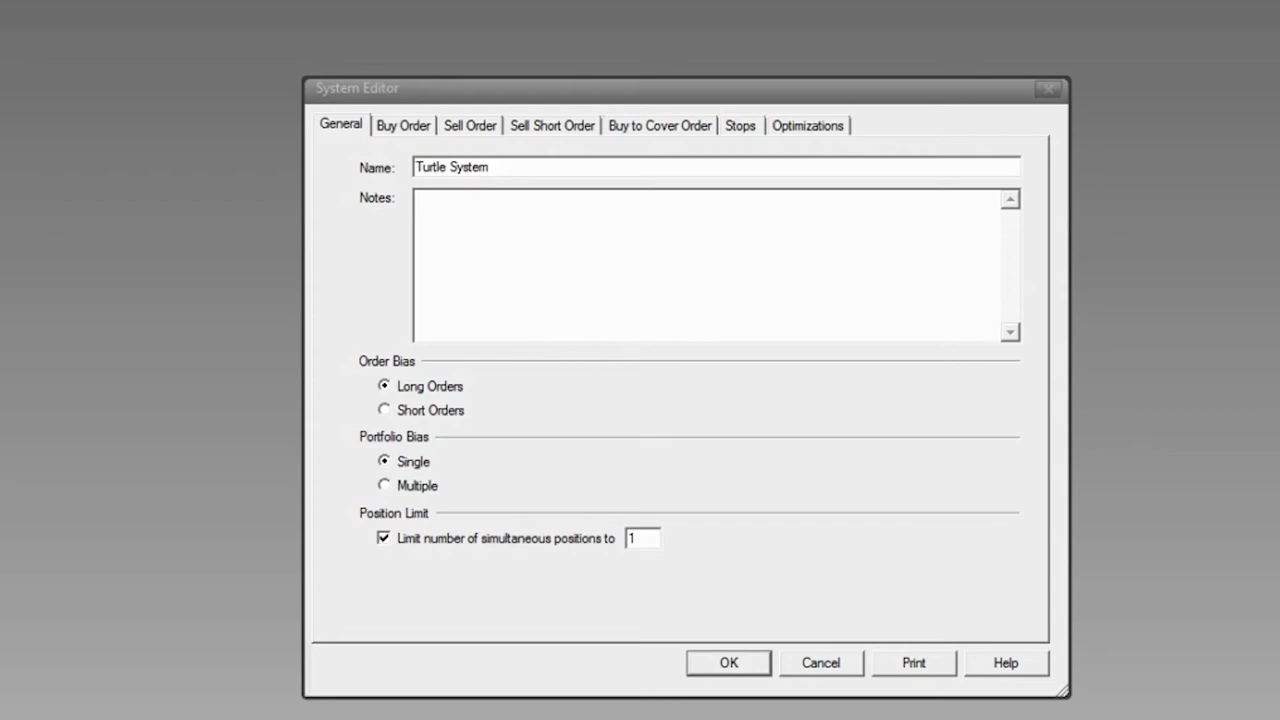 System Editor
General Buy Order Sell Order Sell Short Order Buy to Cover Order Stops Optimizations
Name: Turtle System
Notes:
Order Bias
Long Orders
Short Orders
Portfolio Bias
Single
Multiple
Position Limit
Limit number of simultaneous positions to 1
OK Cancel Print Help